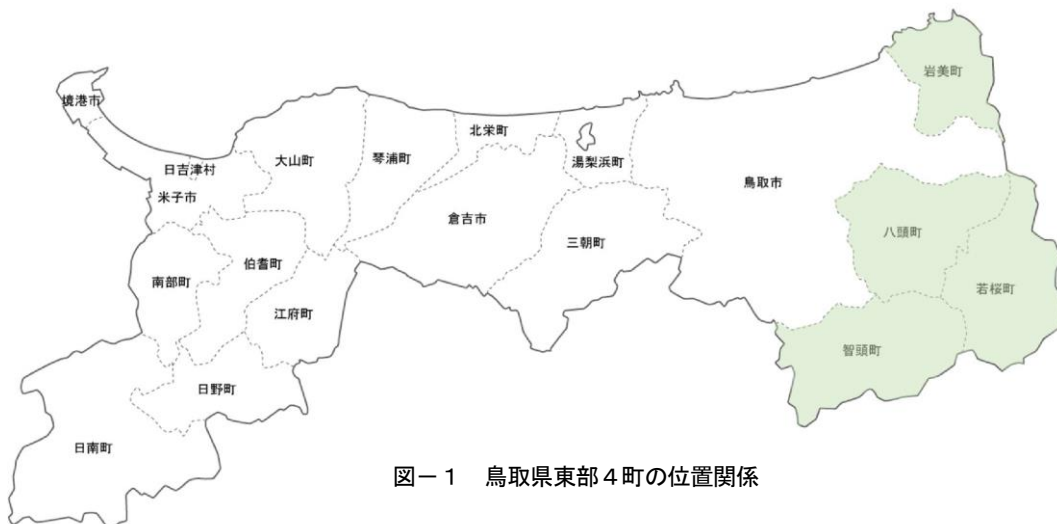 岩美町
境港市
北栄町
日吉津村
大山町
琴浦町
湯梨浜町
鳥取市
米子市
倉吉市
八頭町
三朝町
伯耆町
南部町
若桜町
江府町
智頭町
日野町
日南町
図－１　鳥取県東部４町の位置関係